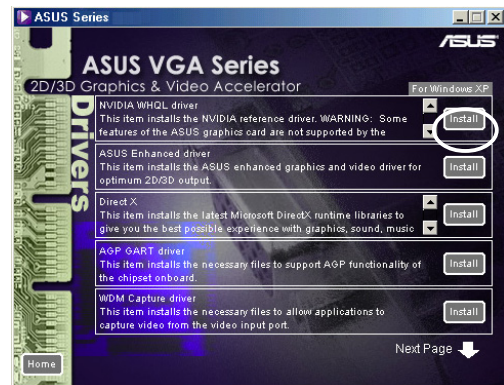 ASUS Series
ASUS
ASUS VGA Series
2D/3D Graphics & Video Accelerator
For Windows XP
Drivers
NVIDIA WHQL driver
This item installs the NVIDIA reference driver. WARNING: Some
features of the ASUS graphics card are not supported by the
Install
ASUS Enhanced driver
This item installs the ASUS enhanced graphics and video driver for
optimum 2D/3D output.
Install
Direct X
This item installs the latest Microsoft DirectX runtime libraries to
give you the best possible experience with graphics, sound, music
Install
AGP GART driver
This item installs the necessary files to support AGP functionality of
the chipset onboard.
Install
WDM Capture driver
This item installs the necessary files to allow applications to
capture video from the video input port.
Install
Next Page
Home